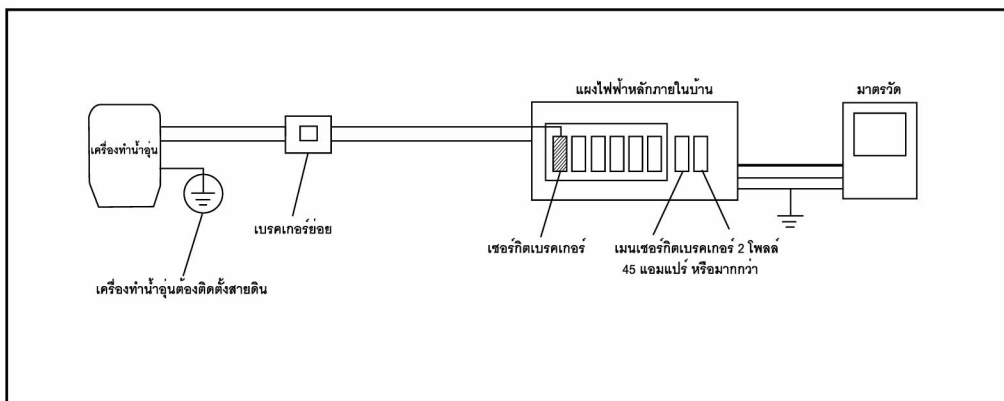 แผงไฟฟ้าหลักภายในบ้าน
มาตรวัด
เครื่องทำน้ำอุ่น
เบรคเกอร์ย่อย
เซอร์กิตเบรคเกอร์
เมนเซอร์กิตเบรคเกอร์ 2 โพลล์
45 แอมแปร์ หรือมากกว่า
เครื่องทำน้ำอุ่นต้องติดตั้งสายดิน